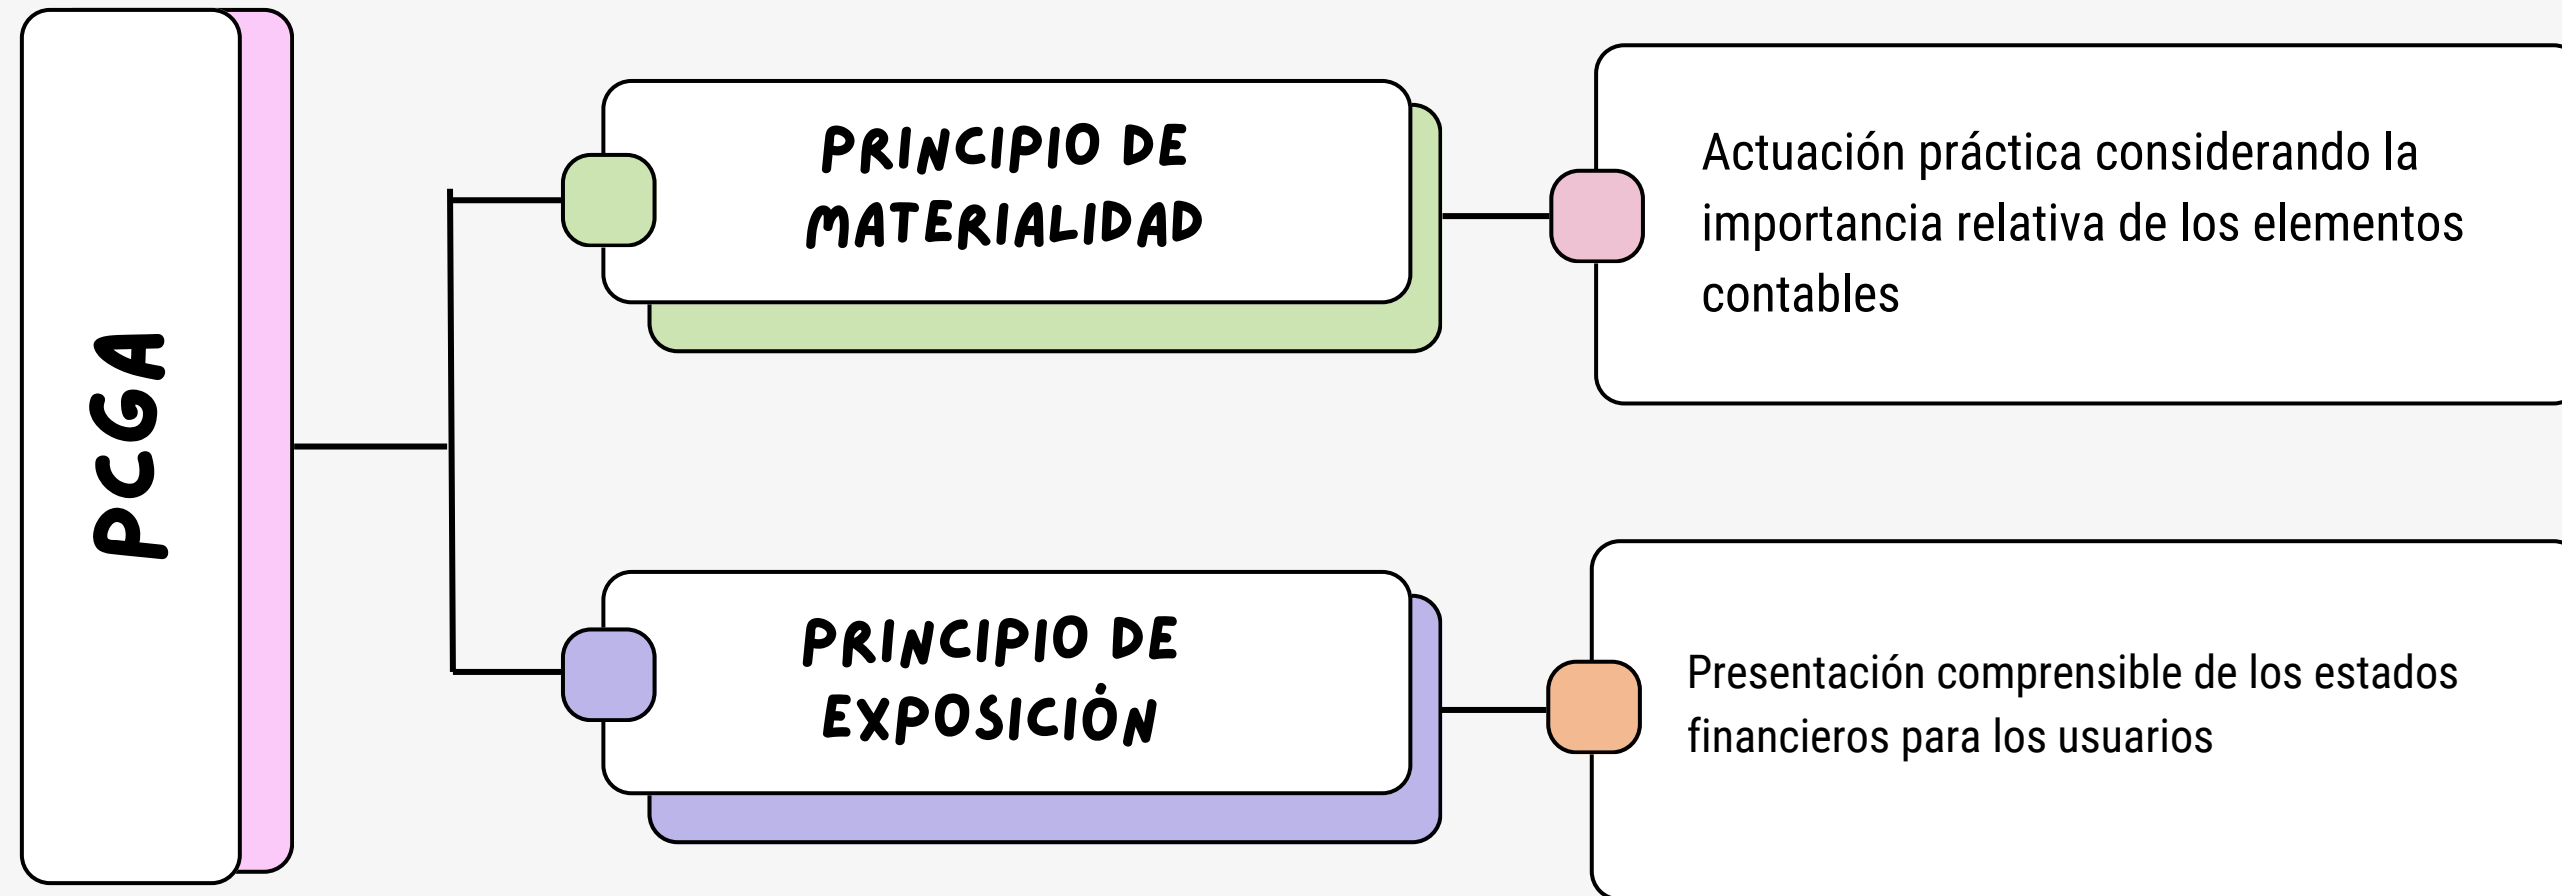 PCGA
PRINCIPIO DE
MATERIALIDAD
Actuación práctica considerando la
importancia relativa de los elementos
contables
PRINCIPIO DE
EXPOSICIÓN
Presentación comprensible de los estados
financieros para los usuarios